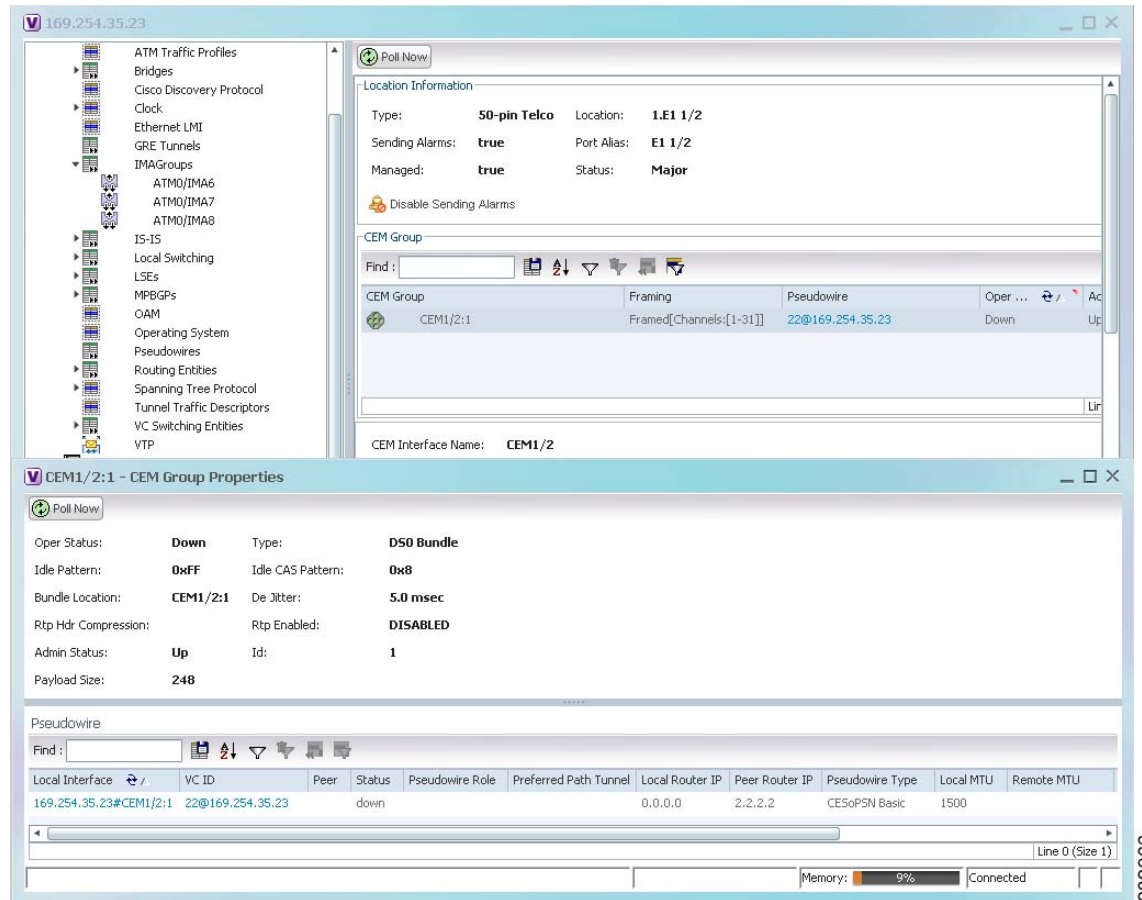 169.254.35.23
ATM Traffic Profiles
Bridges
Cisco Discovery Protocol
Clock
Ethernet LMI
GRE Tunnels
IMAGroups
ATM0/IMA6
ATM0/IMA7
ATM0/IMA8
IS-IS
Local Switching
LSEs
MPBGPs
OAM
Operating System
Pseudowires
Routing Entities
Spanning Tree Protocol
Tunnel Traffic Descriptors
VC Switching Entities
VTP
Poll Now
Location Information
Type: 50-pin Telco Location: 1.E1 1/2
Sending Alarms: true Port Alias: E1 1/2
Managed: true Status: Major
Disable Sending Alarms
CEM Group
Find :
CEM Group Framing Pseudowire Oper ... Ac
CEM1/2:1 Framed[Channels:[1-31]] 22@169.254.35.23 Down Up
Lin
CEM Interface Name: CEM1/2
CEM1/2:1 - CEM Group Properties
Poll Now
Oper Status: Down Type: DS0 Bundle
Idle Pattern: 0xFF Idle CAS Pattern: 0x8
Bundle Location: CEM1/2:1 De Jitter: 5.0 msec
Rtp Hdr Compression: Rtp Enabled: DISABLED
Admin Status: Up Id: 1
Payload Size: 248
Pseudowire
Find :
Local Interface VC ID Peer Status Pseudowire Role Preferred Path Tunnel Local Router IP Peer Router IP Pseudowire Type Local MTU Remote MTU
169.254.35.23#CEM1/2:1 22@169.254.35.23 down 0.0.0.0 2.2.2.2 CESoPSN Basic 1500
Line 0 (Size 1)
Memory: 9% Connected